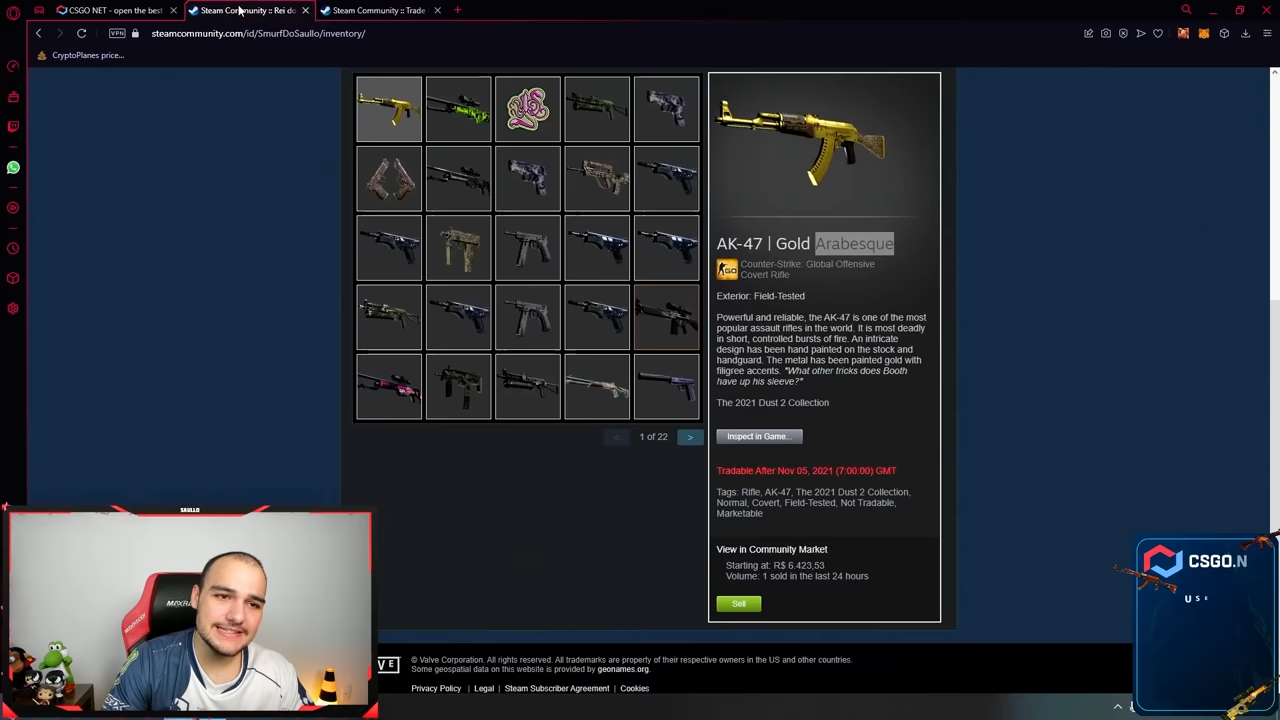 CSGO NET - open the best
Steam Community :: Rei do
Steam Community :: Trade
VPN
steamcommunity.com/id/SmurfDoSaullo/inventory/
CryptoPlanes price...
AK-47 | Gold Arabesque
GO
Counter-Strike: Global Offensive
Covert Rifle
Exterior: Field-Tested
Powerful and reliable, the AK-47 is one of the most
popular assault rifles in the world. It is most deadly
in short, controlled bursts of fire. An intricate
design has been hand painted on the stock and
handguard. The metal has been painted gold with
filigree accents. "What other tricks does Booth
have up his sleeve?"
The 2021 Dust 2 Collection
< 1 of 22 >
Inspect in Game...
Tradable After Nov 05, 2021 (7:00:00) GMT
Tags: Rifle, AK-47, The 2021 Dust 2 Collection,
Normal, Covert, Field-Tested, Not Tradable,
Marketable
View in Community Market
Starting at: R$ 6.423,53
Volume: 1 sold in the last 24 hours
Sell
SAULLO
CSGO.N
USE
VE
© Valve Corporation. All rights reserved. All trademarks are property of their respective owners in the US and other countries.
Some geospatial data on this website is provided by geonames.org.
Privacy Policy | Legal | Steam Subscriber Agreement | Cookies